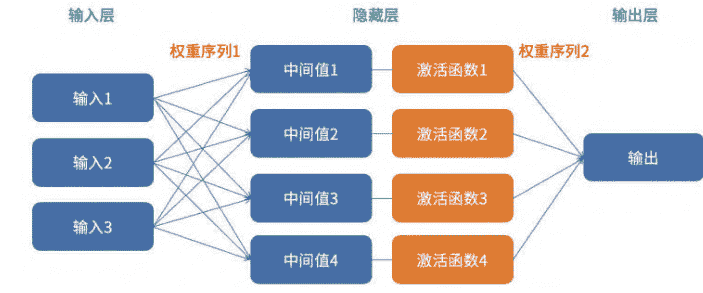 输入层
隐藏层
输出层
权重序列1
权重序列2
中间值1
激活函数1
输入1
中间值2
激活函数2
输入2
输出
中间值3
激活函数3
输入3
中间值4
激活函数4